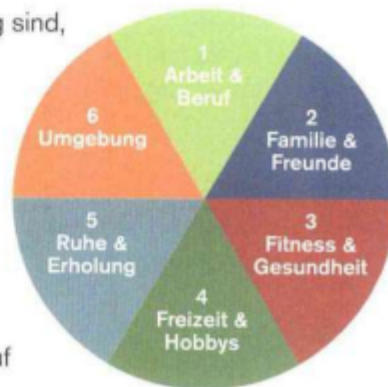 g sind,
1
Arbeit &
Beruf
2
Familie &
Freunde
3
Fitness &
Gesundheit
4
Freizeit &
Hobbys
5
Ruhe &
Erholung
6
Umgebung